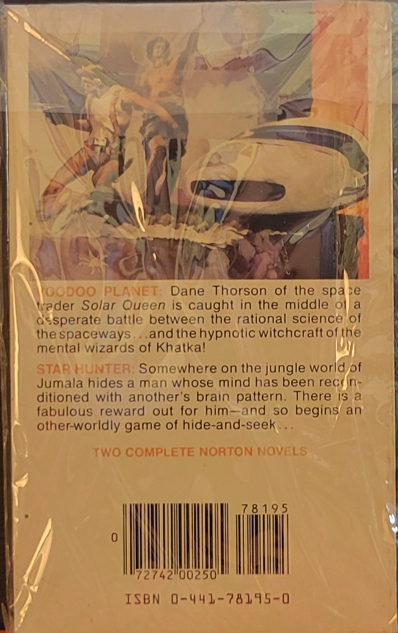 VOODOO PLANET: Dane Thorson of the space
trader Solar Queen is caught in the middle of a
desperate battle between the rational science of
the spaceways...and the hypnotic witchcraft of the
mental wizards of Khatka!
STAR HUNTER: Somewhere on the jungle world of
Jumala hides a man whose mind has been recon-
ditioned with another's brain pattern. There is a
fabulous reward out for him—and so begins an
other-worldly game of hide-and-seek...
TWO COMPLETE NORTON NOVELS
78195
0
72742 00250
ISBN 0-441-78195-0